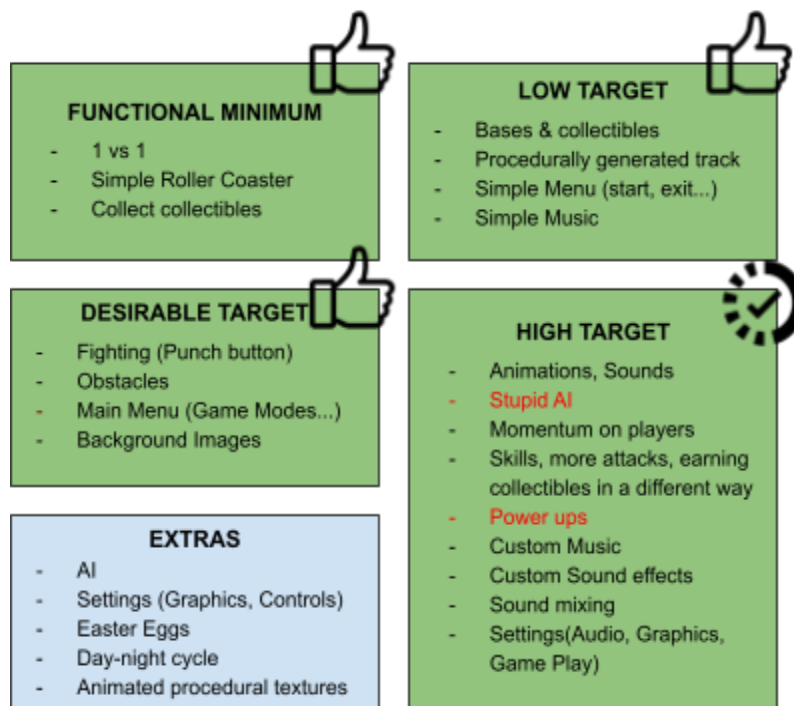 FUNCTIONAL MINIMUM
- 1 vs 1
- Simple Roller Coaster
- Collect collectibles
LOW TARGET
- Bases & collectibles
- Procedurally generated track
- Simple Menu (start, exit...)
- Simple Music
DESIRABLE TARGET
- Fighting (Punch button)
- Obstacles
- Main Menu (Game Modes...)
- Background Images
HIGH TARGET
- Animations, Sounds
- Stupid AI
- Momentum on players
- Skills, more attacks, earning
collectibles in a different way
- Power ups
- Custom Music
- Custom Sound effects
- Sound mixing
- Settings(Audio, Graphics,
Game Play)
EXTRAS
- AI
- Settings (Graphics, Controls)
- Easter Eggs
- Day-night cycle
- Animated procedural textures